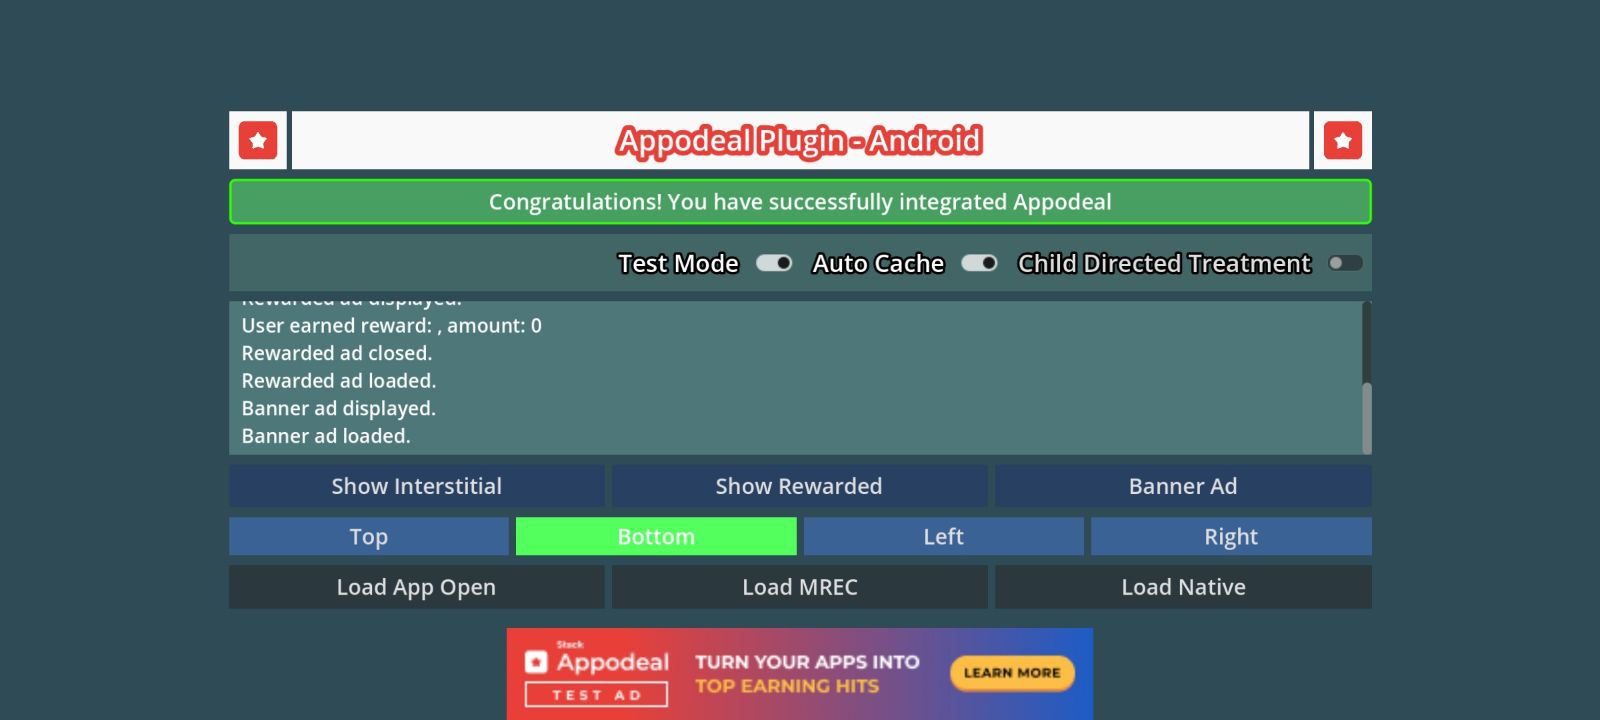 Appodeal Plugin - Android
Congratulations! You have successfully integrated Appodeal
Test Mode Auto Cache Child Directed Treatment
Rewarded ad displayed.
User earned reward: , amount: 0
Rewarded ad closed.
Rewarded ad loaded.
Banner ad displayed.
Banner ad loaded.
Show Interstitial Show Rewarded Banner Ad
Top Bottom Left Right
Load App Open Load MREC Load Native
Stack
Appodeal
TEST AD
TURN YOUR APPS INTO
TOP EARNING HITS
LEARN MORE